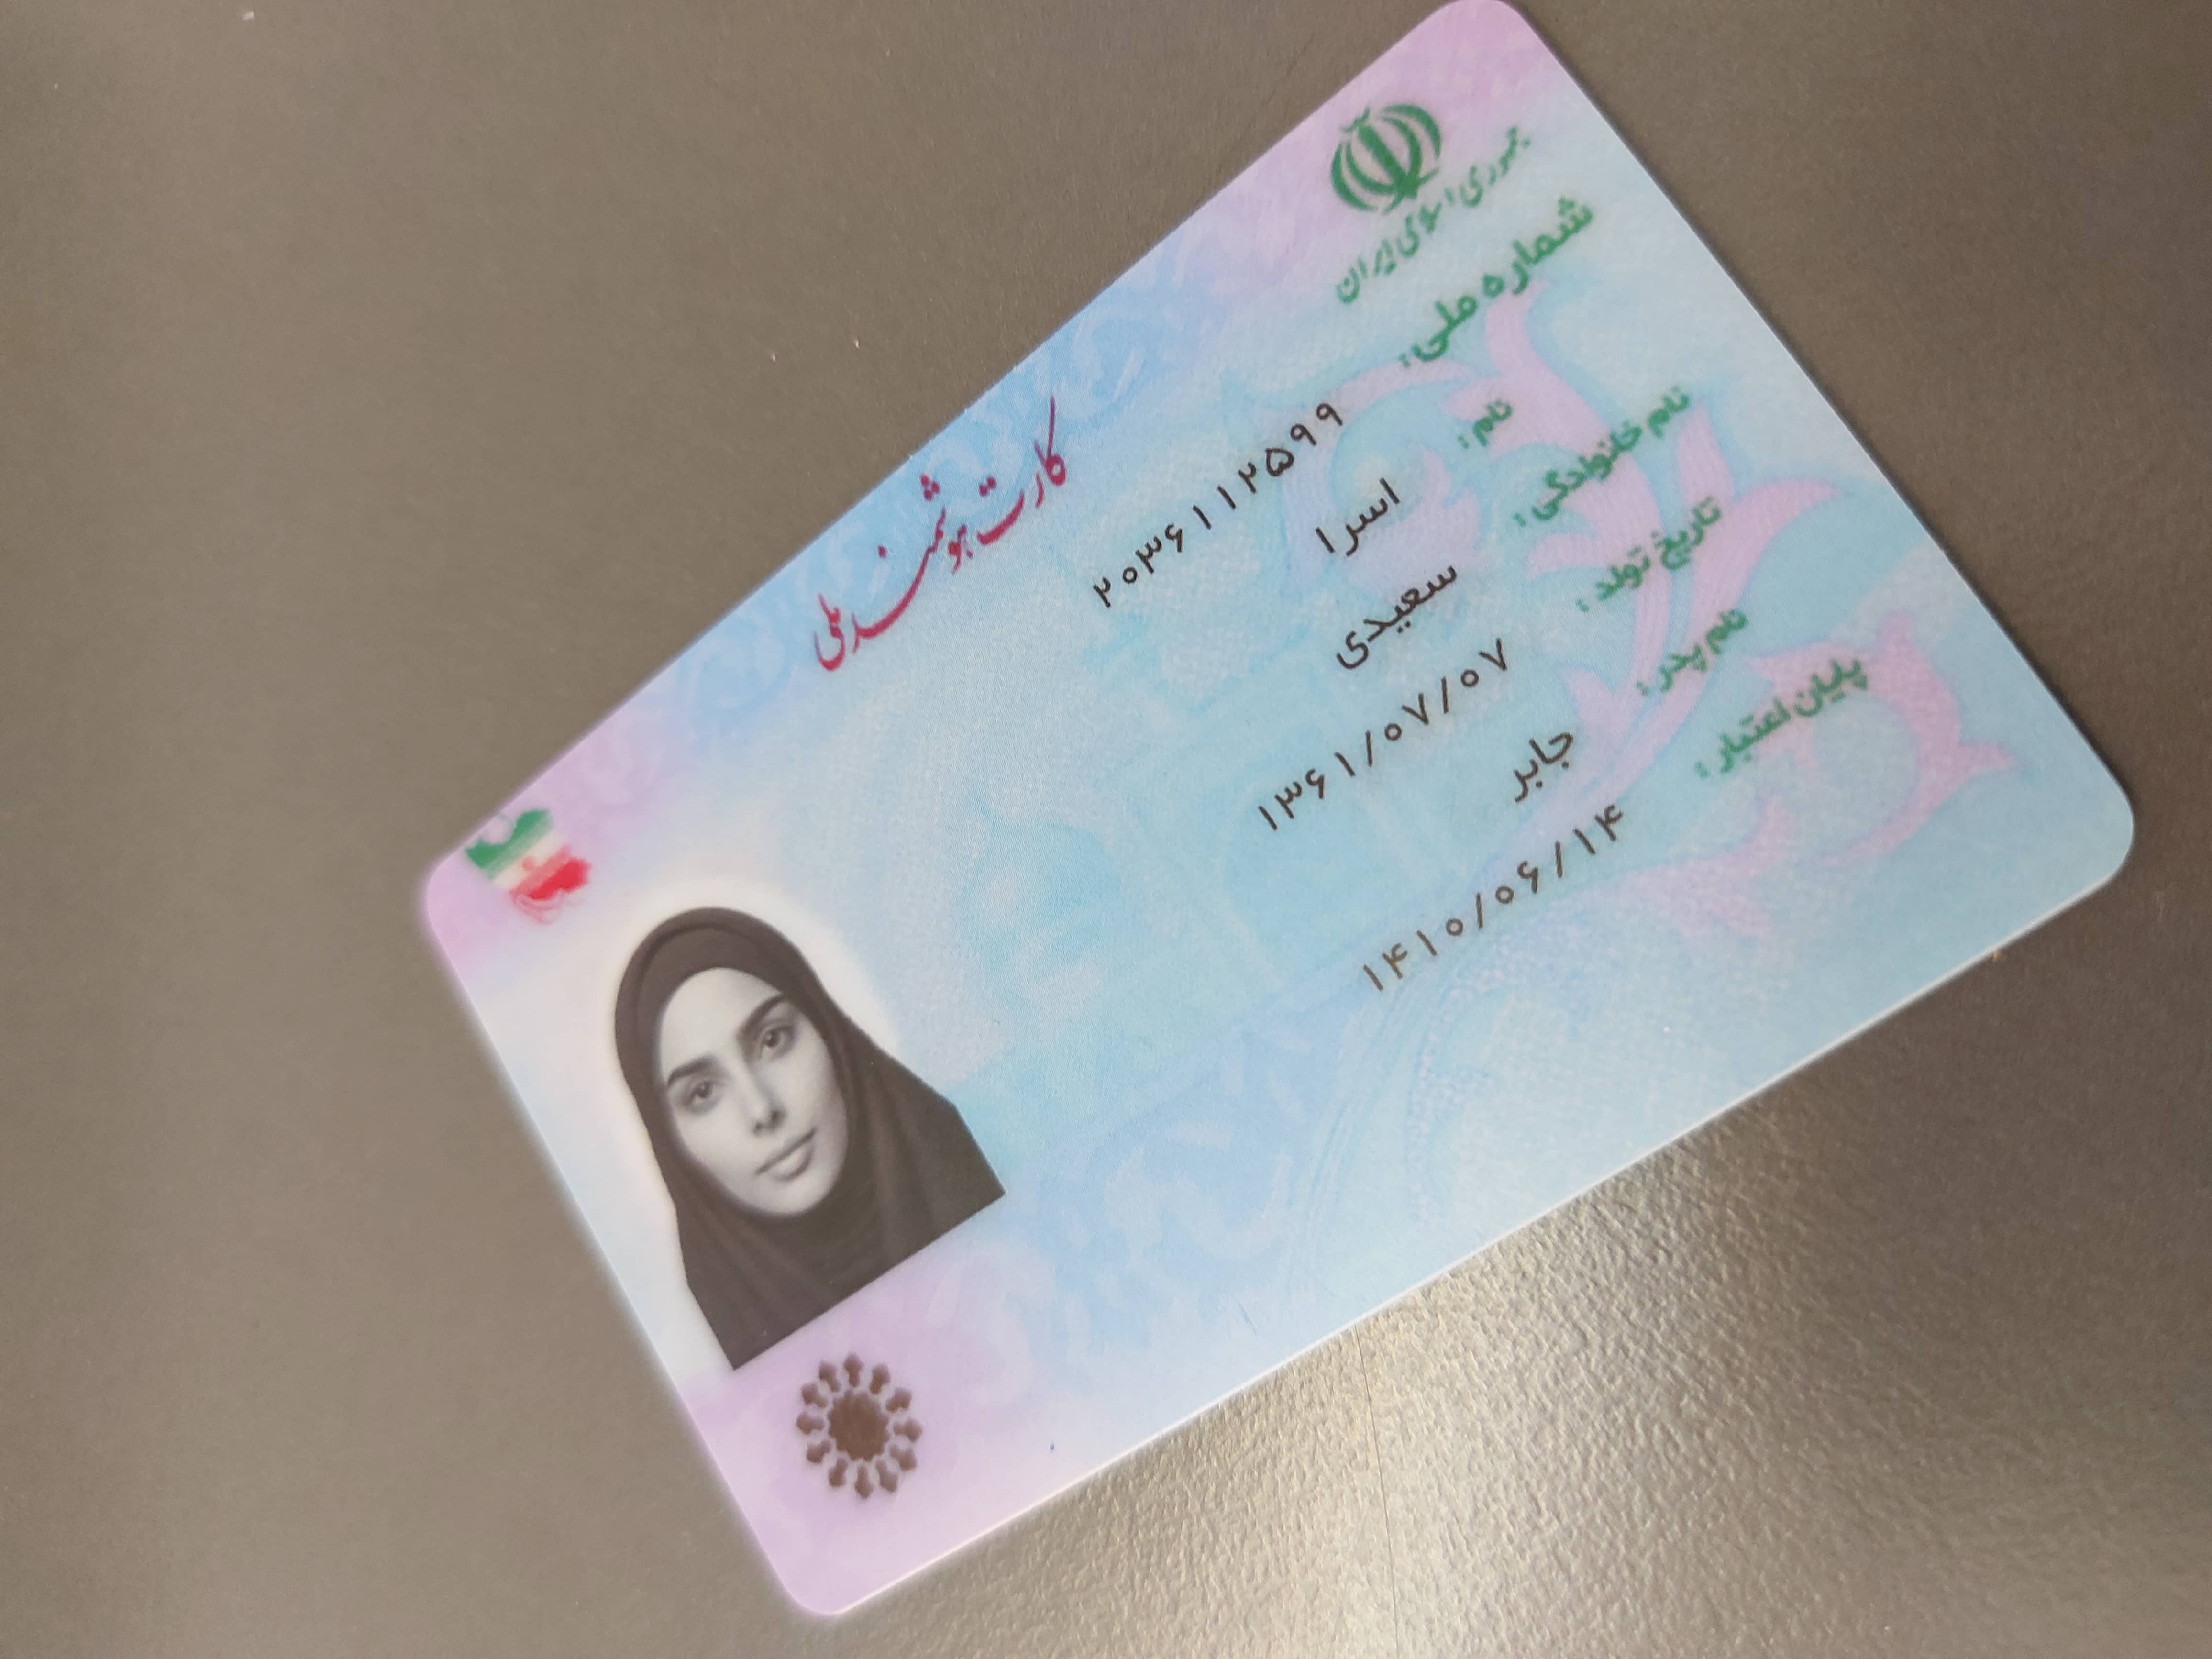 جمهوری اسلامی ایران
کارت هوشمند ملی
شماره ملی: ۲۰۳۶۱۱۲۵۹۹
نام: اسرا
نام خانوادگی: سعیدی
تاریخ تولد: ۱۳۶۱/۰۷/۰۷
نام پدر: جابر
پایان اعتبار: ۱۴۱۰/۰۶/۱۴